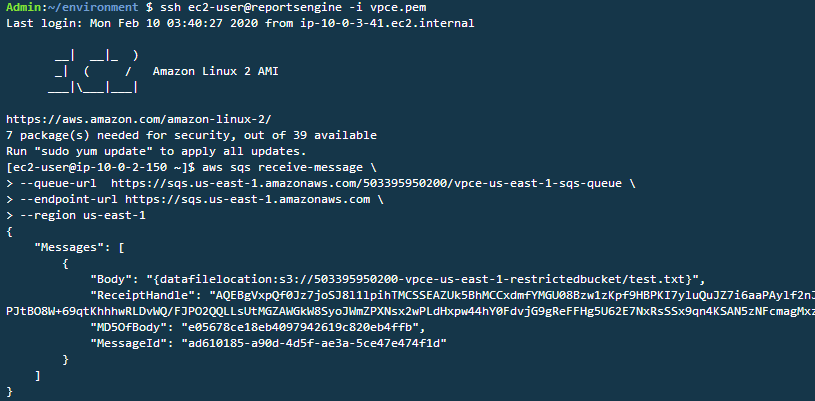 Admin:~/environment $ ssh ec2-user@reportsengine -i vpce.pem
Last login: Mon Feb 10 03:40:27 2020 from ip-10-0-3-41.ec2.internal
__|  __|_  )
_|  (     /   Amazon Linux 2 AMI
___|\___|___|
https://aws.amazon.com/amazon-linux-2/
7 package(s) needed for security, out of 39 available
Run "sudo yum update" to apply all updates.
[ec2-user@ip-10-0-2-150 ~]$ aws sqs receive-message \
> --queue-url  https://sqs.us-east-1.amazonaws.com/503395950200/vpce-us-east-1-sqs-queue \
> --endpoint-url https://sqs.us-east-1.amazonaws.com \
> --region us-east-1
{
"Messages": [
{
"Body": "{datafilelocation:s3://503395950200-vpce-us-east-1-restrictedbucket/test.txt}",
"ReceiptHandle": "AQEBgVxpQf0Jz7joSJ8l1lpihTMCSSEAZUk5BhMCCxdmfYMGU08Bzw1zKpf9HBPKI7yluQuJZ7i6aaPAylf2nJ
PJtBO8W+69qtKhhhwRLDvWQ/FJPO2QQLLsUtMGZAWGkW8SyoJWmZPXNsx2wPLdHxpw44hY0FdvjG9gReFFHg5U62E7NxRsSSx9qn4KSAN5zNFcmagMxz
"MD5OfBody": "e05678ce18eb4097942619c820eb4ffb",
"MessageId": "ad610185-a90d-4d5f-ae3a-5ce47e474f1d"
}
]
}